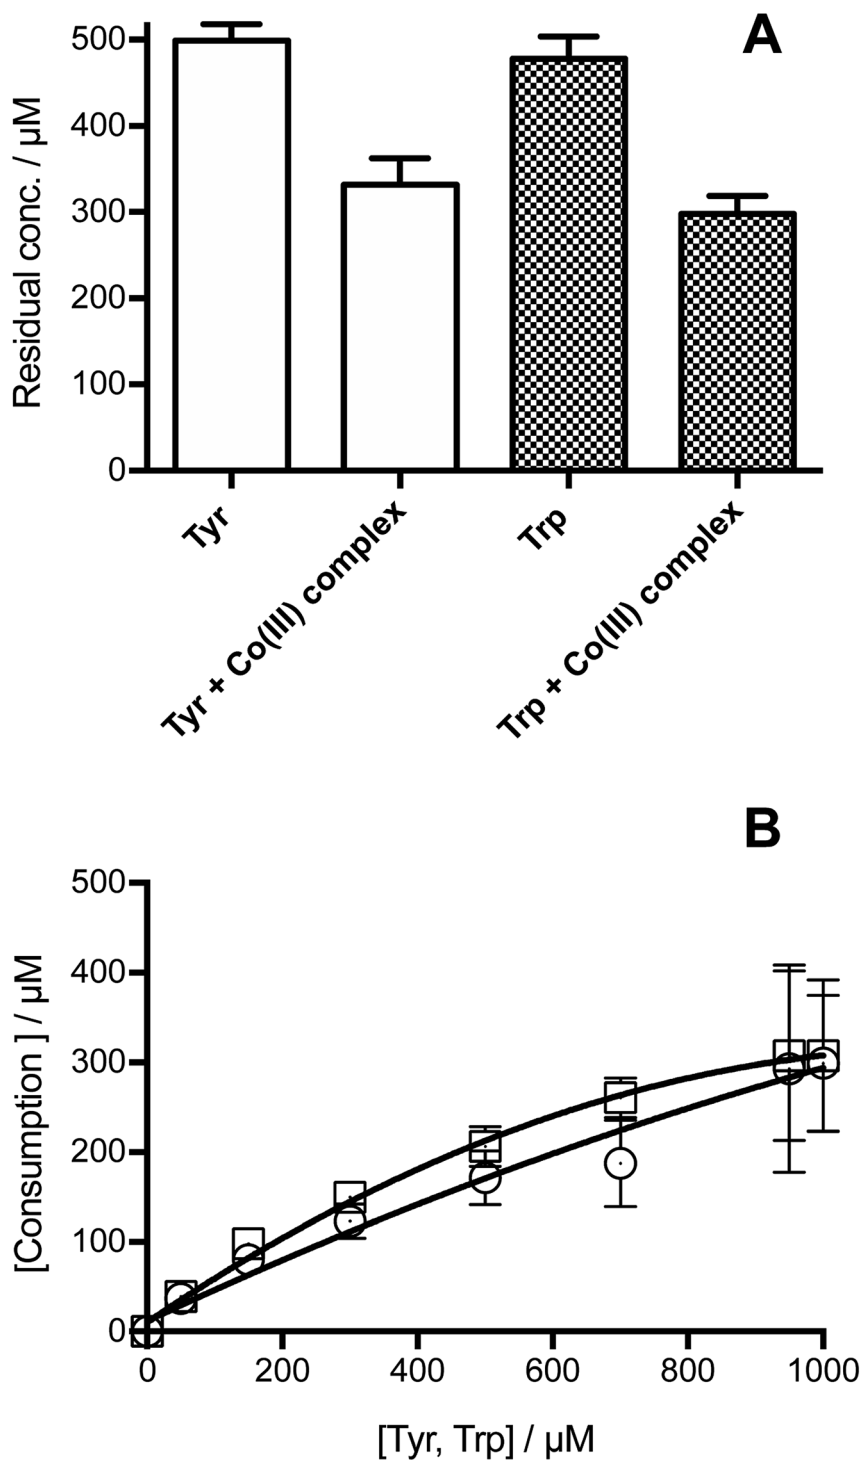 A
Residual conc. / µM
500
400
300
200
100
0
Tyr
Tyr + Co(III) complex
Trp
Trp + Co(III) complex
B
[Consumption ] / µM
500
400
300
200
100
0
0 200 400 600 800 1000
[Tyr, Trp] / µM